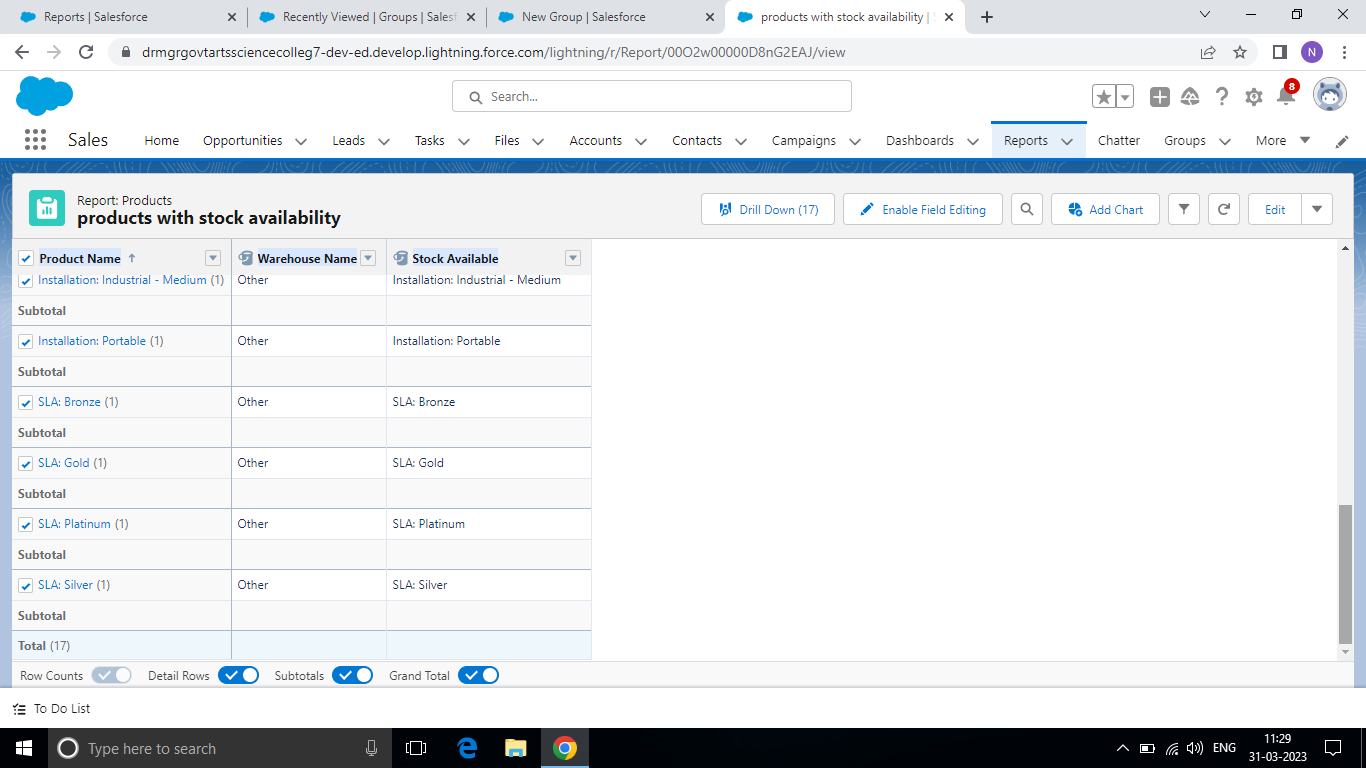 Reports | Salesforce
Recently Viewed | Groups | Salesf
New Group | Salesforce
products with stock availability |
drmgrgovtartssciencecolleg7-dev-ed.develop.lightning.force.com/lightning/r/Report/00O2w00000D8nG2EAJ/view
N
Search...
8
Sales Home Opportunities Leads Tasks Files Accounts Contacts Campaigns Dashboards Reports Chatter Groups More
Report: Products
products with stock availability
Drill Down (17) Enable Field Editing Add Chart Edit
Product Name ↑ Warehouse Name Stock Available
Installation: Industrial - Medium (1) Other Installation: Industrial - Medium
Subtotal
Installation: Portable (1) Other Installation: Portable
Subtotal
SLA: Bronze (1) Other SLA: Bronze
Subtotal
SLA: Gold (1) Other SLA: Gold
Subtotal
SLA: Platinum (1) Other SLA: Platinum
Subtotal
SLA: Silver (1) Other SLA: Silver
Subtotal
Total (17)
Row Counts Detail Rows Subtotals Grand Total
To Do List
Type here to search
ENG
11:29
31-03-2023